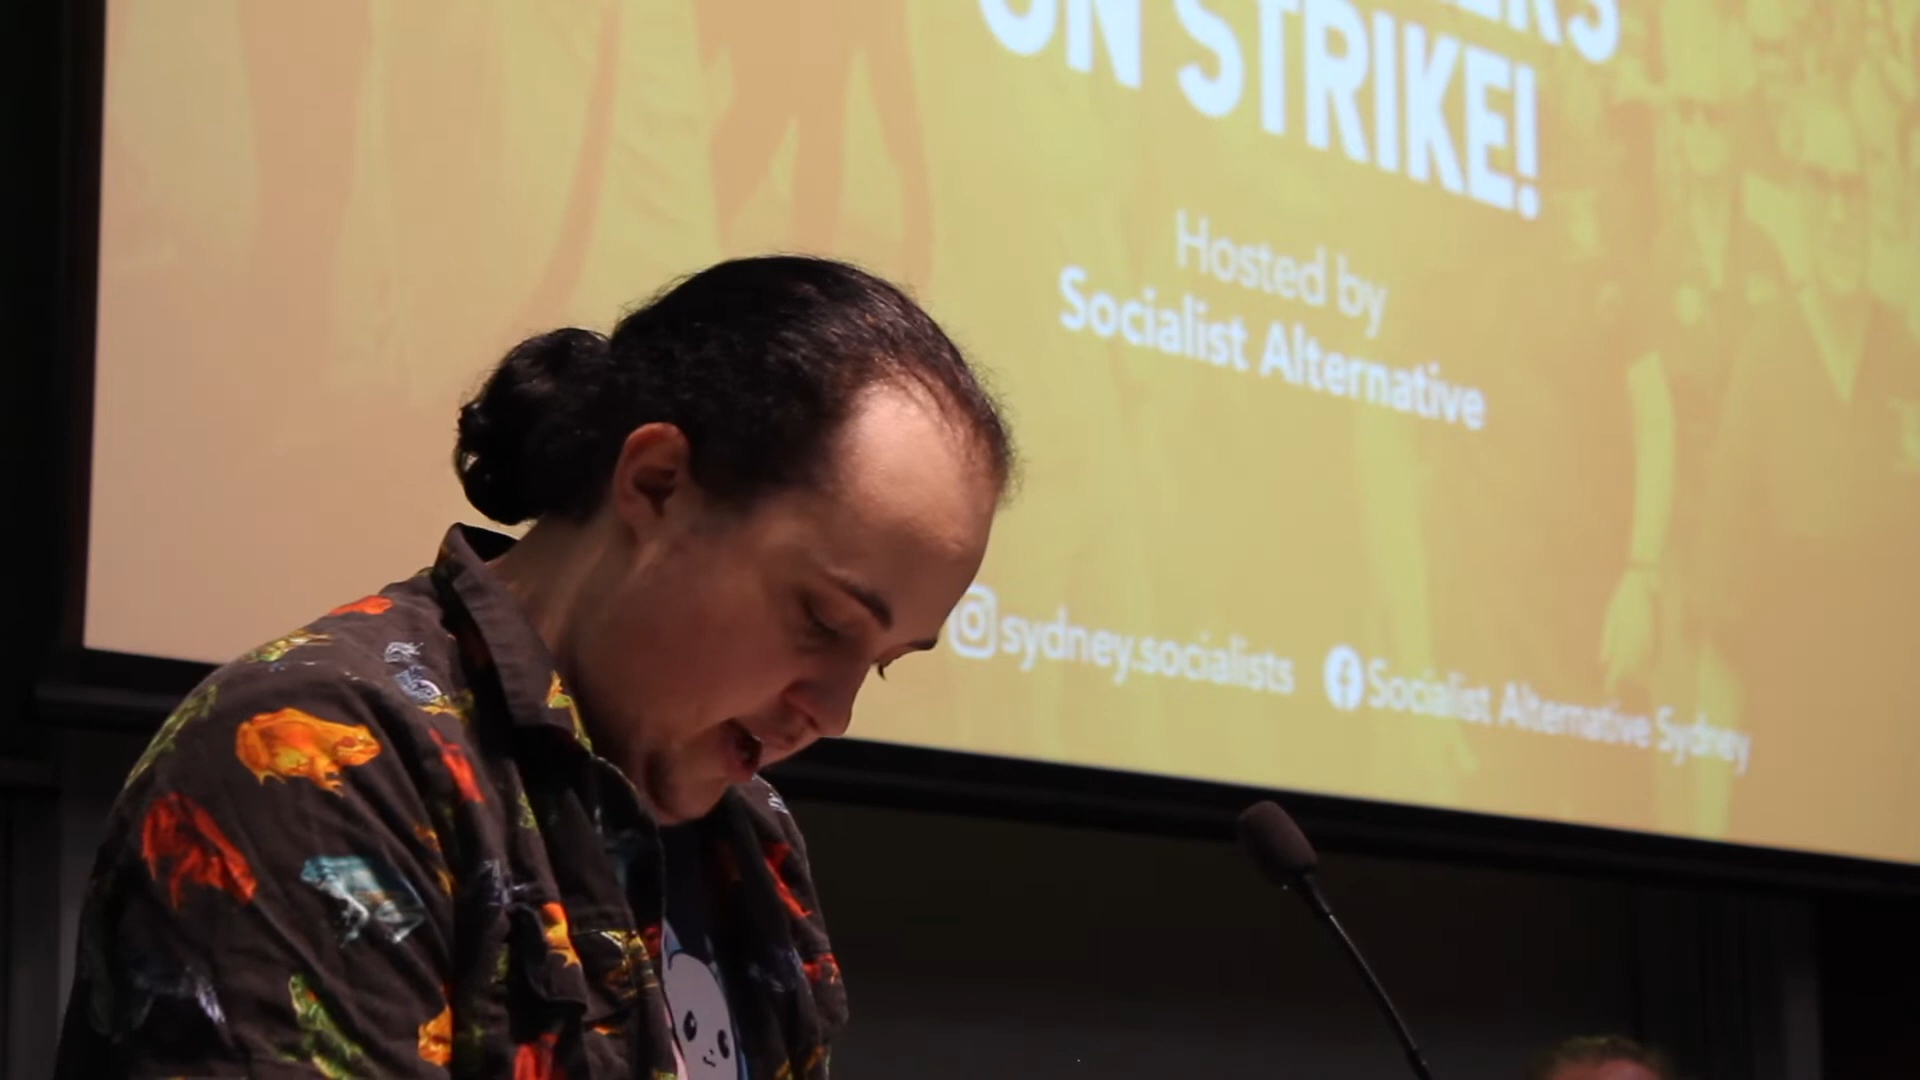 ON STRIKE!
Hosted by
Socialist Alternative
sydney.socialists
Socialist Alternative Sydney